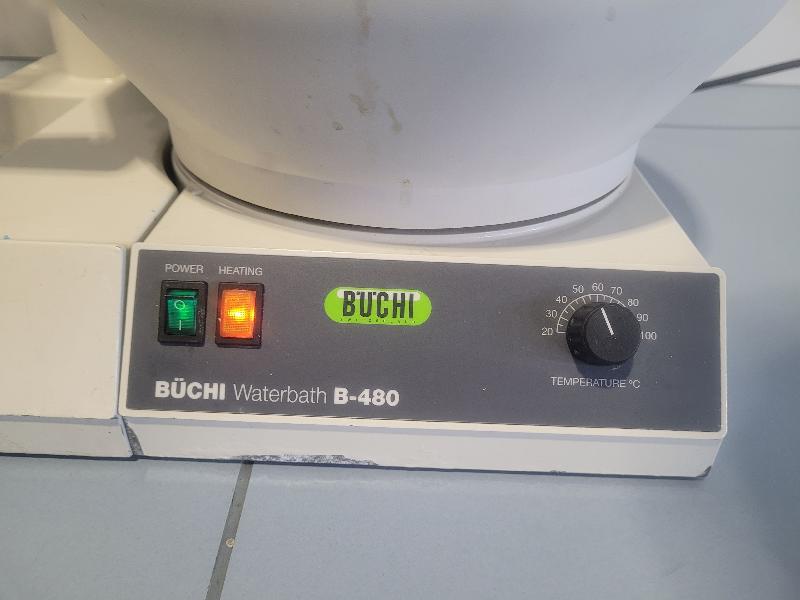 POWER HEATING
O
I
BÜCHI
BÜCHI Waterbath B-480
20 30 40 50 60 70 80 90 100
TEMPERATURE °C